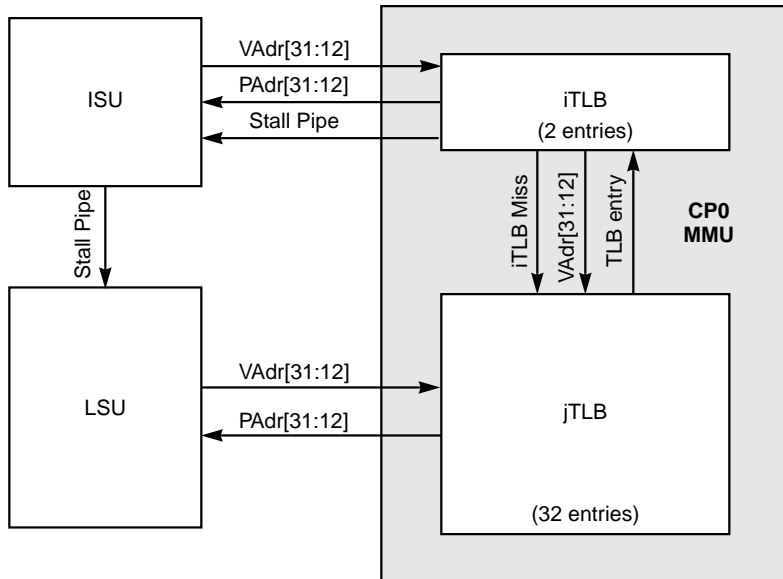 VAdr[31:12]
PAdr[31:12]
Stall Pipe
ISU
iTLB
(2 entries)
Stall Pipe
iTLB Miss
VAdr[31:12]
TLB entry
CP0
MMU
VAdr[31:12]
PAdr[31:12]
LSU
jTLB
(32 entries)